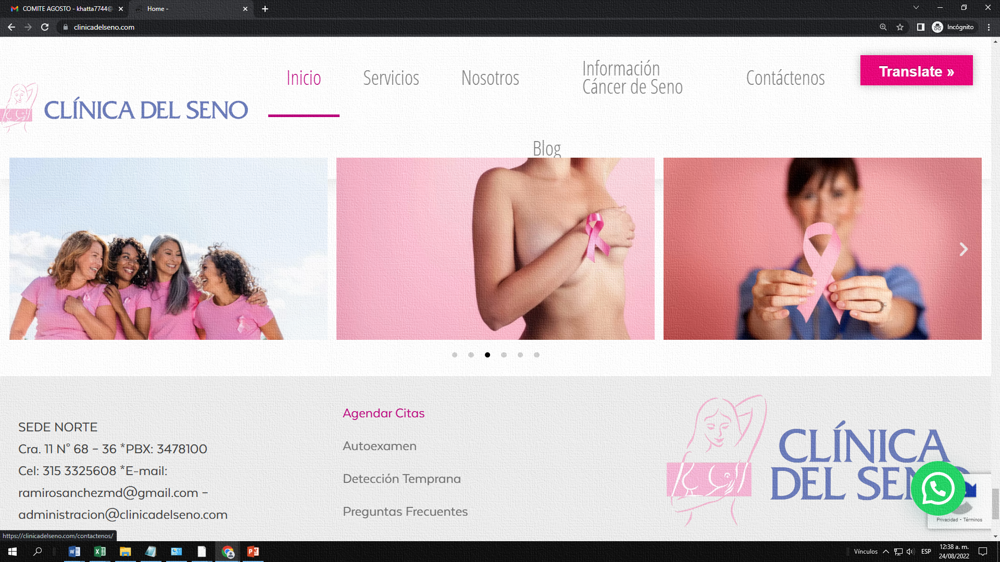 COMITE AGOSTO - khatta7744@
Home -
clinicadelseno.com
Incógnito
CLÍNICA DEL SENO
Inicio
Servicios
Nosotros
Información
Cáncer de Seno
Contáctenos
Translate »
Blog
SEDE NORTE
Cra. 11 N° 68 – 36 *PBX: 3478100
Cel: 315 3325608 *E-mail:
ramirosanchezmd@gmail.com –
administracion@clinicadelseno.com
Agendar Citas
Autoexamen
Detección Temprana
Preguntas Frecuentes
CLÍNICA
DEL SENO
Privacidad - Términos
https://clinicadelseno.com/contactenos/
Vínculos
ESP
12:38 a. m.
24/08/2022